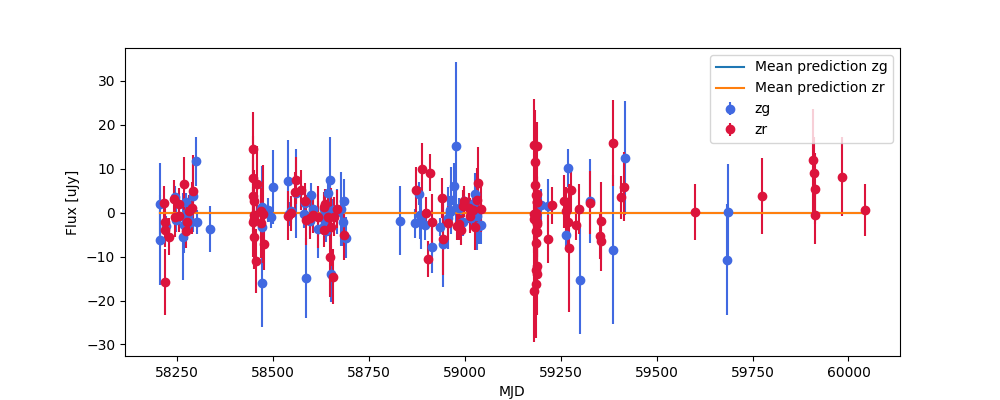 Mean prediction zg
Mean prediction zr
zg
zr
Flux [uJy]
30
20
10
0
−10
−20
−30
58250
58500
58750
59000
59250
59500
59750
60000
MJD